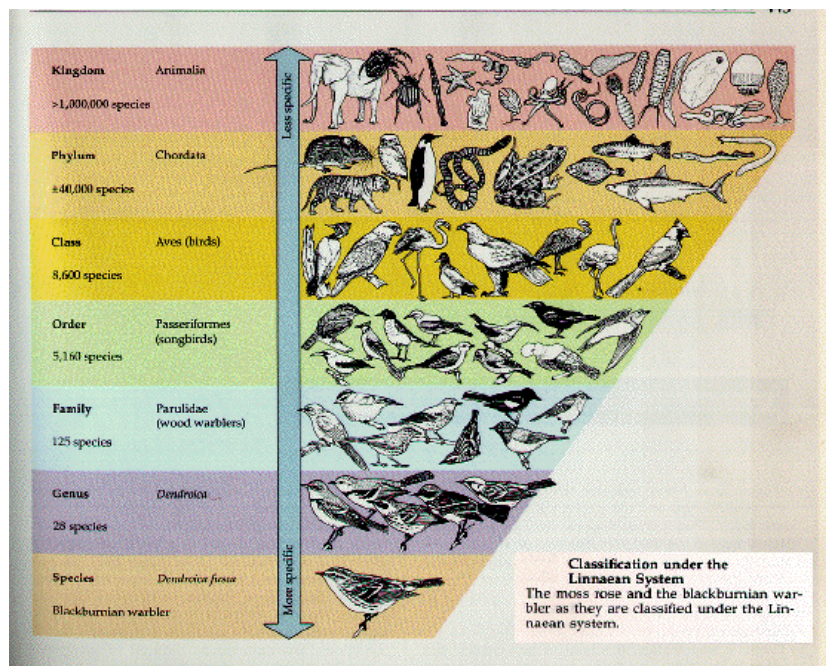 Kingdom Animalia
>1,000,000 species
Phylum Chordata
±40,000 species
Class Aves (birds)
8,600 species
Order Passeriformes
(songbirds)
5,160 species
Family Parulidae
(wood warblers)
125 species
Genus Dendroica
28 species
Species Dendroica fusca
Blackburnian warbler
Less specific
More specific
Classification under the
Linnaean System
The moss rose and the blackburnian war-
bler as they are classified under the Lin-
naean system.